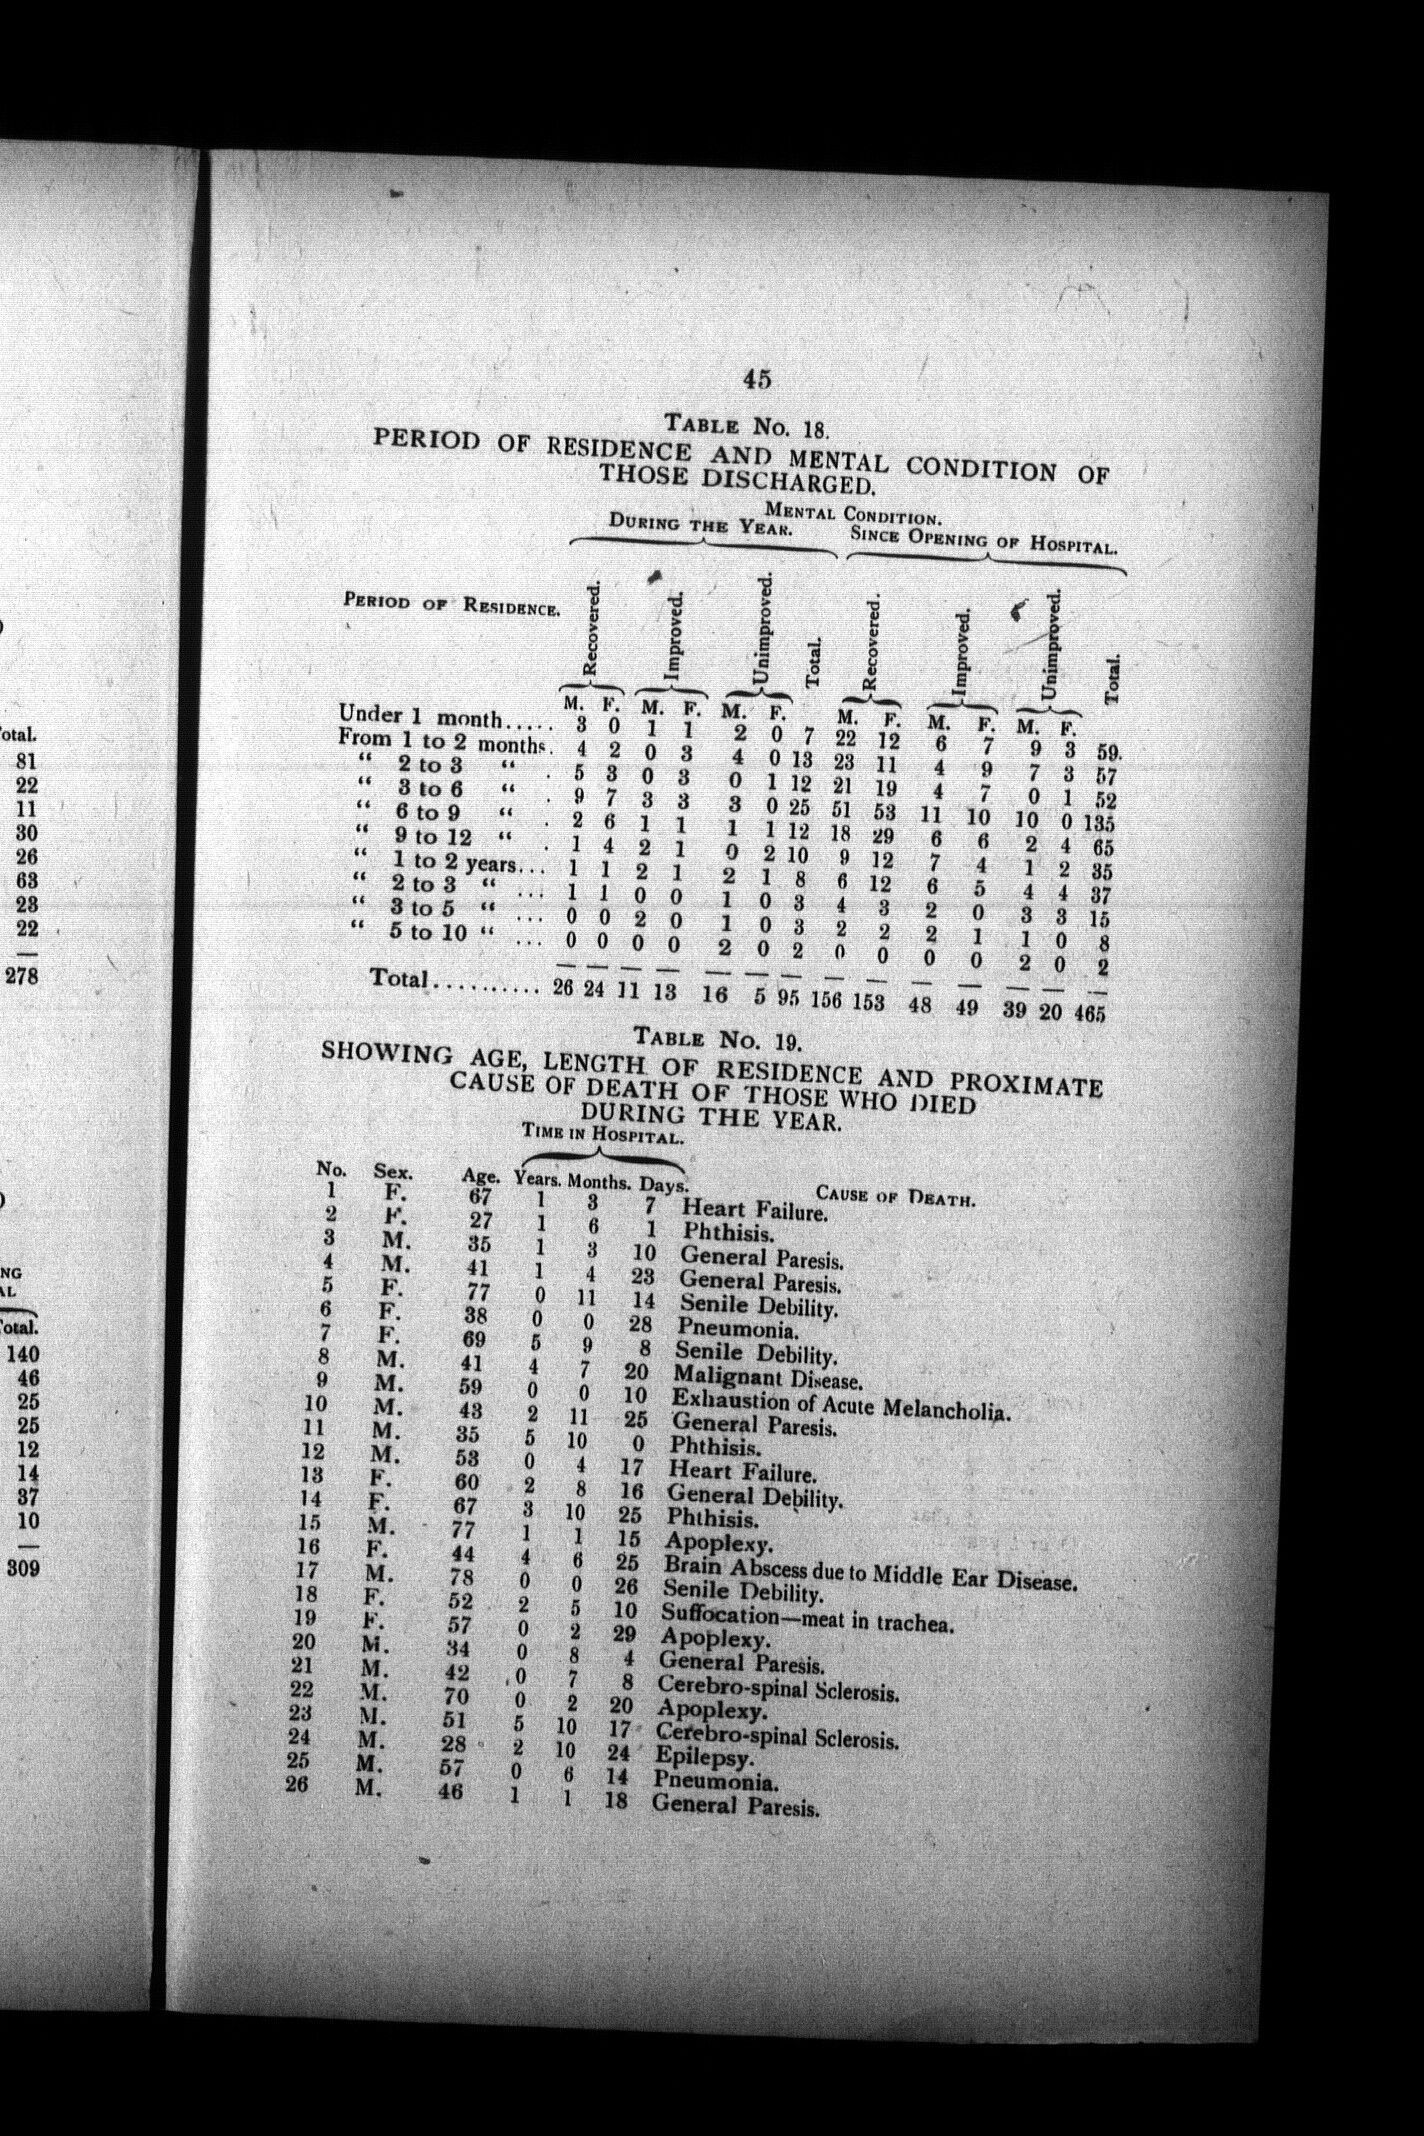 otal.
81
22
11
30
26
63
23
22
278
NG
AL
otal.
140
46
25
25
12
14
37
10
309
45
TABLE No. 18.
PERIOD OF RESIDENCE AND MENTAL CONDITION OF
THOSE DISCHARGED.
MENTAL CONDITION.
DURING THE YEAR. SINCE OPENING OF HOSPITAL.
PERIOD OF RESIDENCE. Recovered. Improved. Unimproved. Total. Recovered. Improved. Unimproved. Total.
M. F. M. F. M. F. M. F. M. F. M. F.
Under 1 month..... 3 0 1 1 2 0 7 22 12 6 7 9 3 59.
From 1 to 2 months. 4 2 0 3 4 0 13 23 11 4 9 7 3 57
“ 2 to 3 “ . 5 3 0 3 0 1 12 21 19 4 7 0 1 52
“ 3 to 6 “ . 9 7 3 3 3 0 25 51 53 11 10 10 0 135
“ 6 to 9 “ . 2 6 1 1 1 1 12 18 29 6 6 2 4 65
“ 9 to 12 “ . 1 4 2 1 0 2 10 9 12 7 4 1 2 35
“ 1 to 2 years... 1 1 2 1 2 1 8 6 12 6 5 4 4 37
“ 2 to 3 “ ... 1 1 0 0 1 0 3 4 3 2 0 3 3 15
“ 3 to 5 “ ... 0 0 2 0 1 0 3 2 2 2 1 1 0 8
“ 5 to 10 “ ... 0 0 0 0 2 0 2 0 0 0 0 2 0 2
Total.......... 26 24 11 13 16 5 95 156 153 48 49 39 20 465
TABLE No. 19.
SHOWING AGE, LENGTH OF RESIDENCE AND PROXIMATE
CAUSE OF DEATH OF THOSE WHO DIED
DURING THE YEAR.
TIME IN HOSPITAL.
No. Sex. Age. Years. Months. Days. CAUSE OF DEATH.
1 F. 67 1 3 7 Heart Failure.
2 F. 27 1 6 1 Phthisis.
3 M. 35 1 3 10 General Paresis.
4 M. 41 1 4 23 General Paresis.
5 F. 77 0 11 14 Senile Debility.
6 F. 38 0 0 28 Pneumonia.
7 F. 69 5 9 8 Senile Debility.
8 M. 41 4 7 20 Malignant Disease.
9 M. 59 0 0 10 Exhaustion of Acute Melancholia.
10 M. 43 2 11 25 General Paresis.
11 M. 35 5 10 0 Phthisis.
12 M. 53 0 4 17 Heart Failure.
13 F. 60 2 8 16 General Debility.
14 F. 67 3 10 25 Phthisis.
15 M. 77 1 1 15 Apoplexy.
16 F. 44 4 6 25 Brain Abscess due to Middle Ear Disease.
17 M. 78 0 0 26 Senile Debility.
18 F. 52 2 5 10 Suffocation—meat in trachea.
19 F. 57 0 2 29 Apoplexy.
20 M. 34 0 8 4 General Paresis.
21 M. 42 0 7 8 Cerebro-spinal Sclerosis.
22 M. 70 0 2 20 Apoplexy.
23 M. 51 5 10 17 Cerebro-spinal Sclerosis.
24 M. 28 2 10 24 Epilepsy.
25 M. 57 0 6 14 Pneumonia.
26 M. 46 1 1 18 General Paresis.